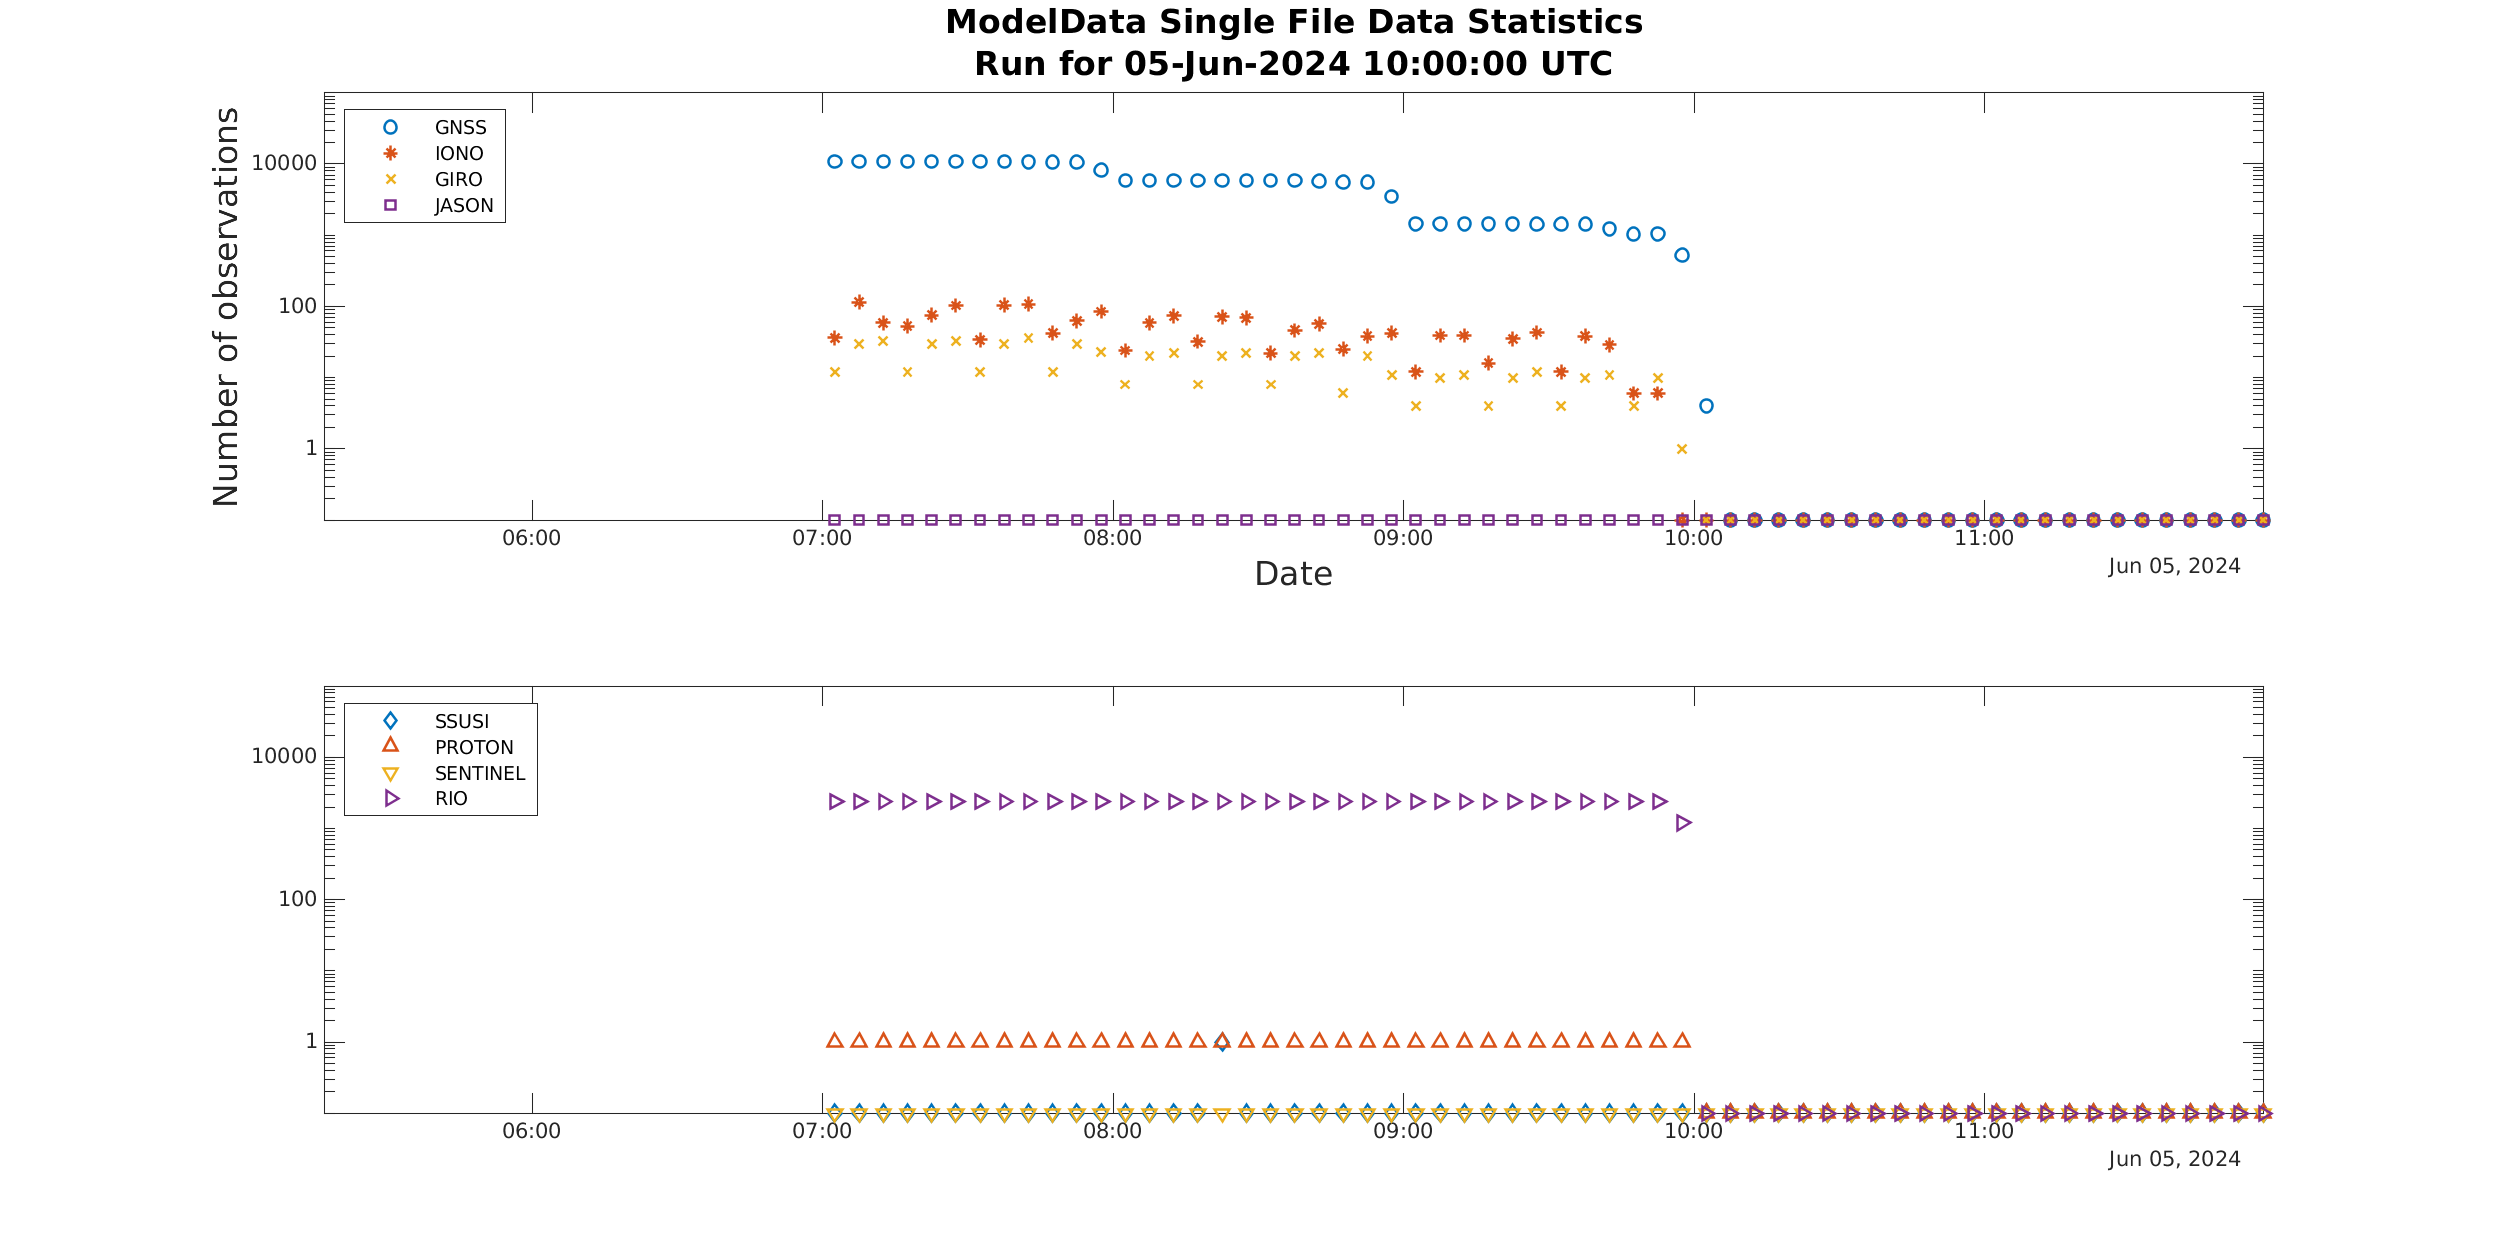 ModelData Single File Data Statistics
Run for 05-Jun-2024 10:00:00 UTC
Number of observations
10000
100
1
GNSS
IONO
GIRO
JASON
06:00 07:00 08:00 09:00 10:00 11:00
Jun 05, 2024
Date
10000
100
1
SSUSI
PROTON
SENTINEL
RIO
06:00 07:00 08:00 09:00 10:00 11:00
Jun 05, 2024